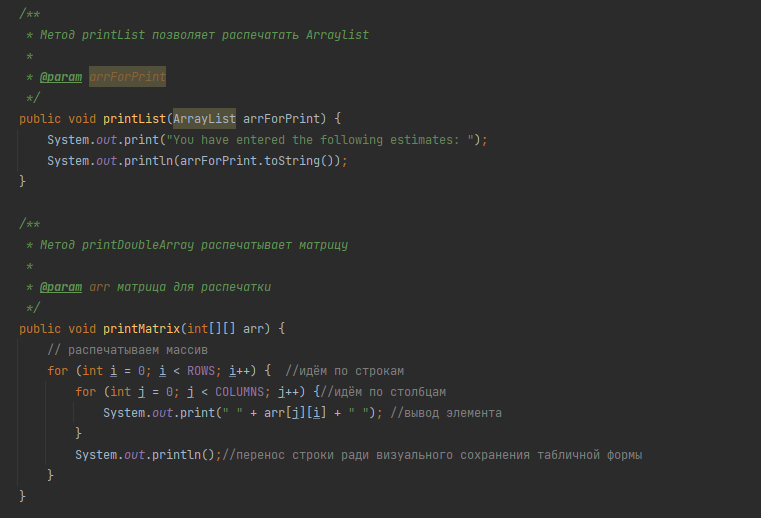 /**
 * Метод printList позволяет распечатать Arraylist
 *
 * @param arrForPrint
 */
public void printList(ArrayList arrForPrint) {
    System.out.print("You have entered the following estimates: ");
    System.out.println(arrForPrint.toString());
}

/**
 * Метод printDoubleArray распечатывает матрицу
 *
 * @param arr матрица для распечатки
 */
public void printMatrix(int[][] arr) {
    // распечатываем массив
    for (int i = 0; i < ROWS; i++) {  //идём по строкам
        for (int j = 0; j < COLUMNS; j++) {//идём по столбцам
            System.out.print(" " + arr[j][i] + " "); //вывод элемента
        }
        System.out.println();//перенос строки ради визуального сохранения табличной формы
    }
}